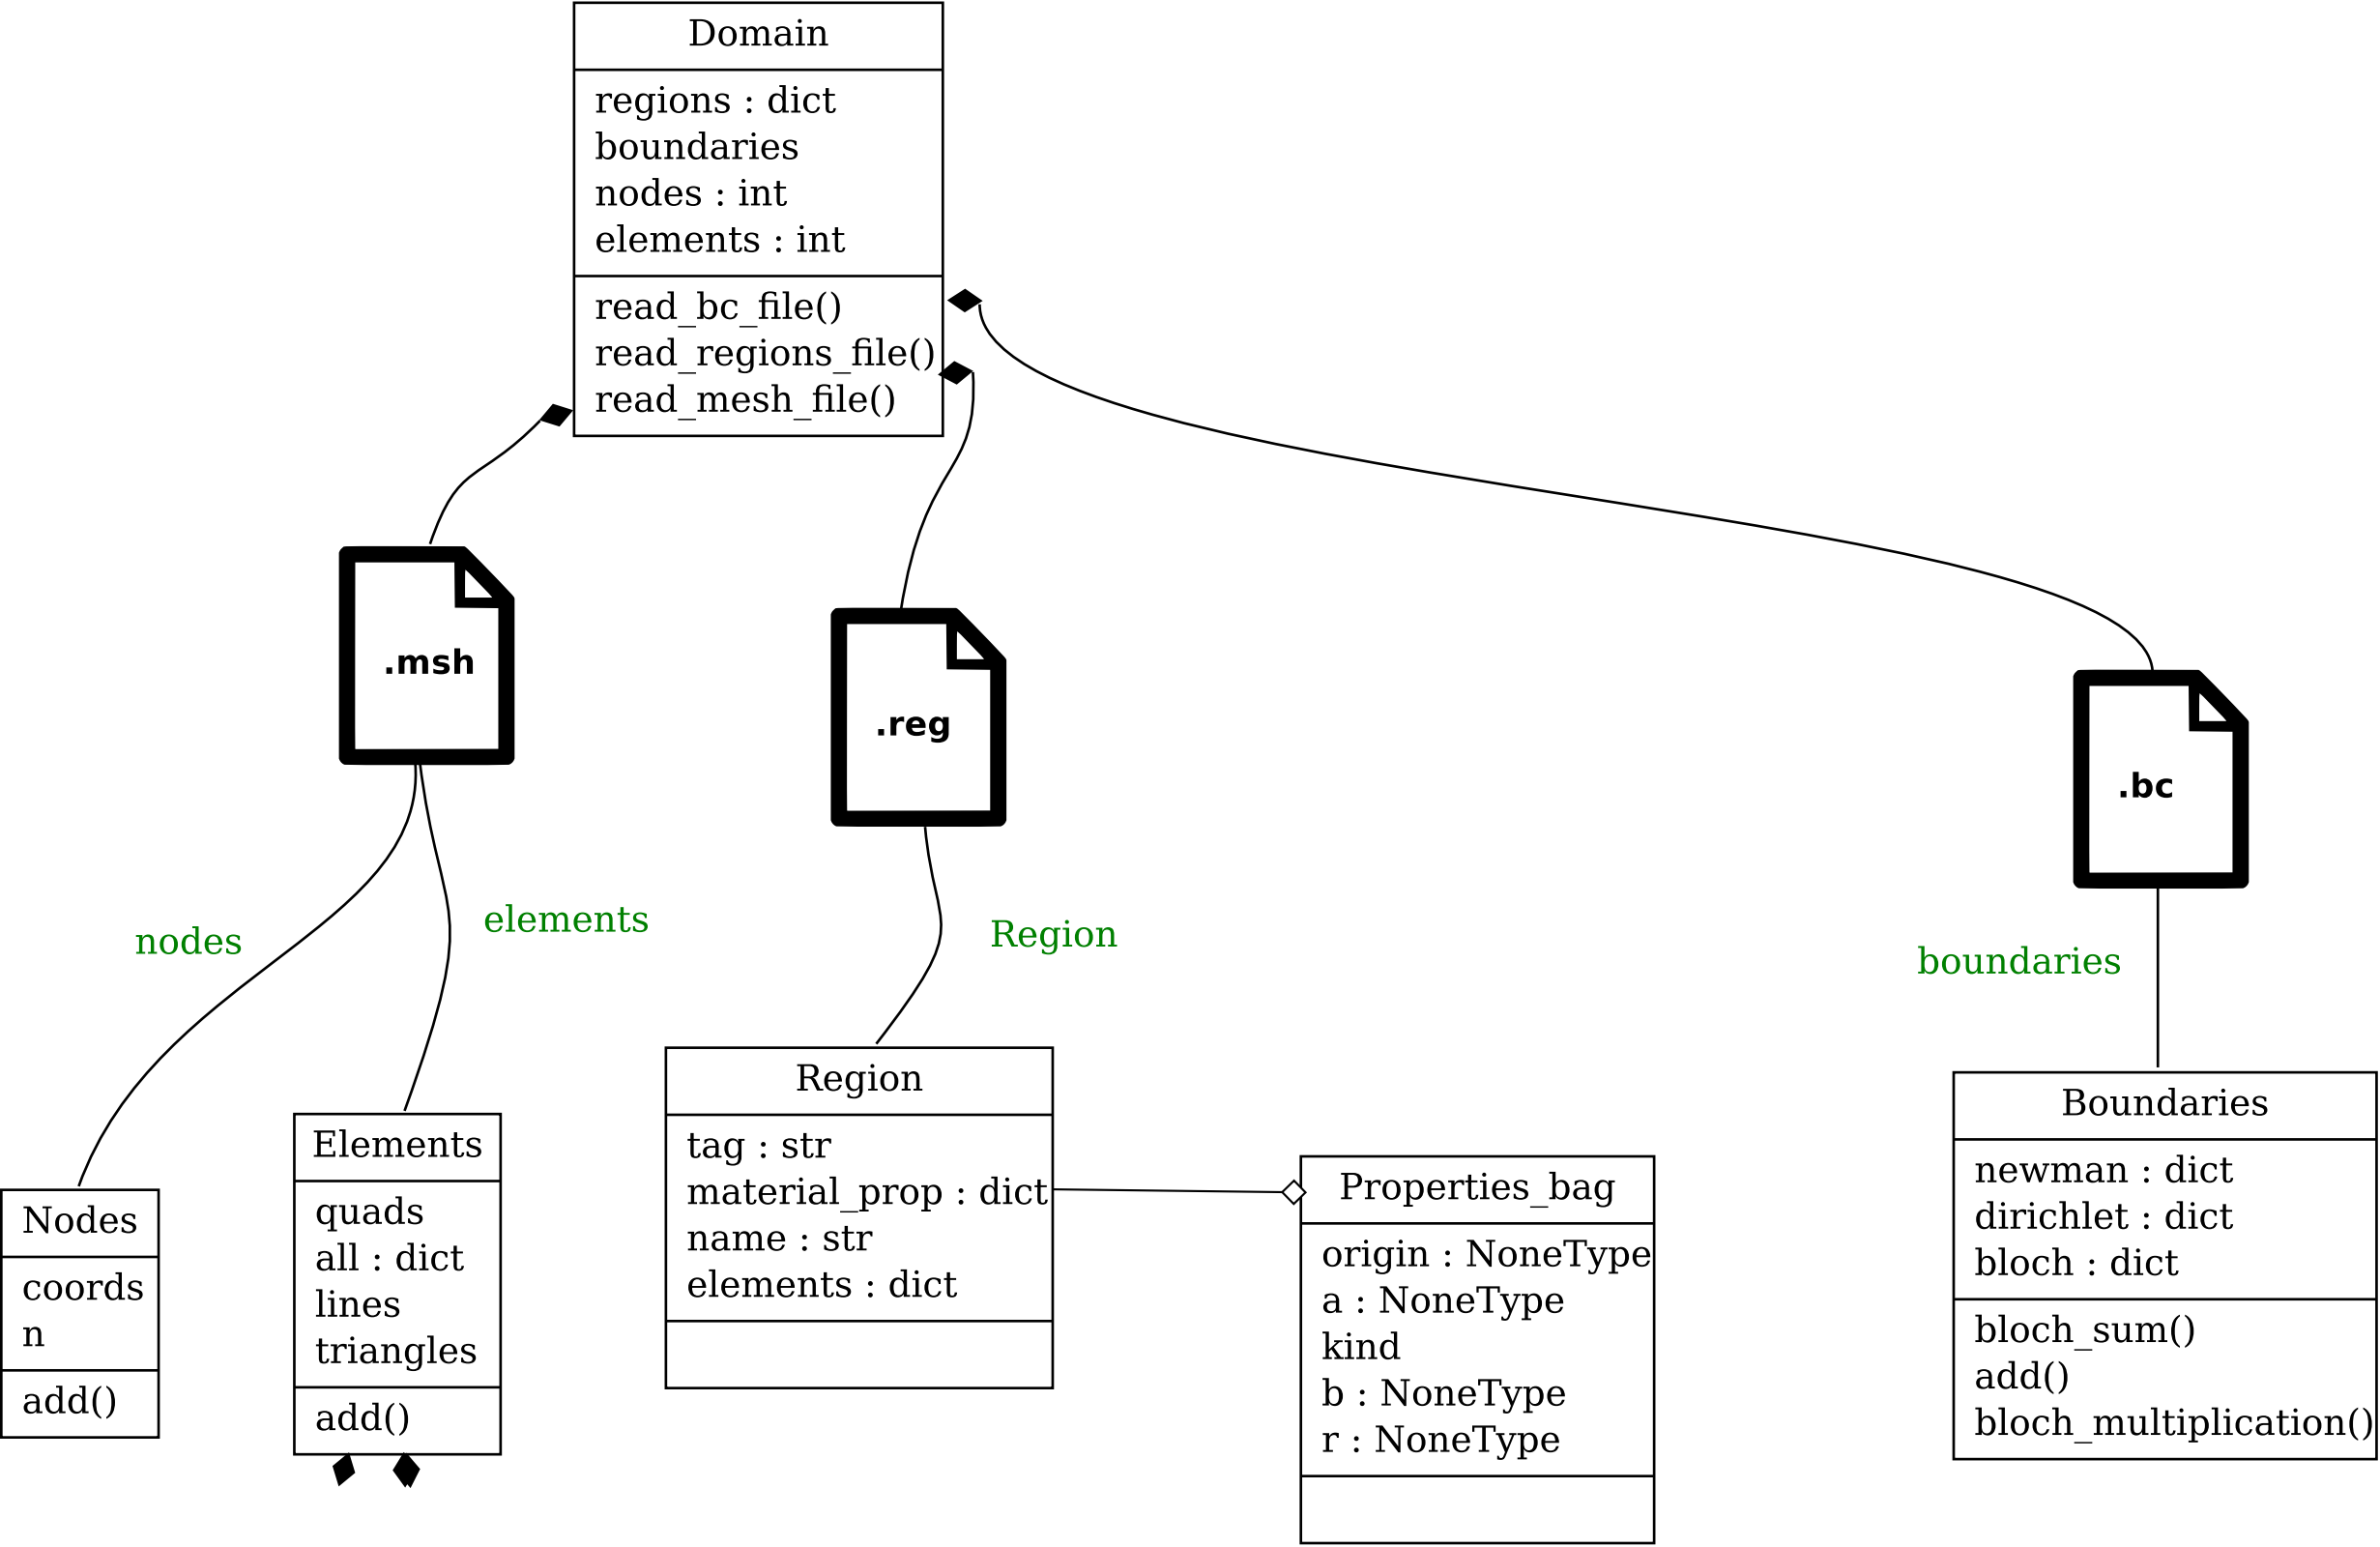 Domain
regions : dict
boundaries
nodes : int
elements : int
read_bc_file()
read_regions_file()
read_mesh_file()
.msh
.reg
.bc
nodes
elements
Region
boundaries
Nodes
coords
n
add()
Elements
quads
all : dict
lines
triangles
add()
Region
tag : str
material_prop : dict
name : str
elements : dict
Properties_bag
origin : NoneType
a : NoneType
kind
b : NoneType
r : NoneType
Boundaries
newman : dict
dirichlet : dict
bloch : dict
bloch_sum()
add()
bloch_multiplication()